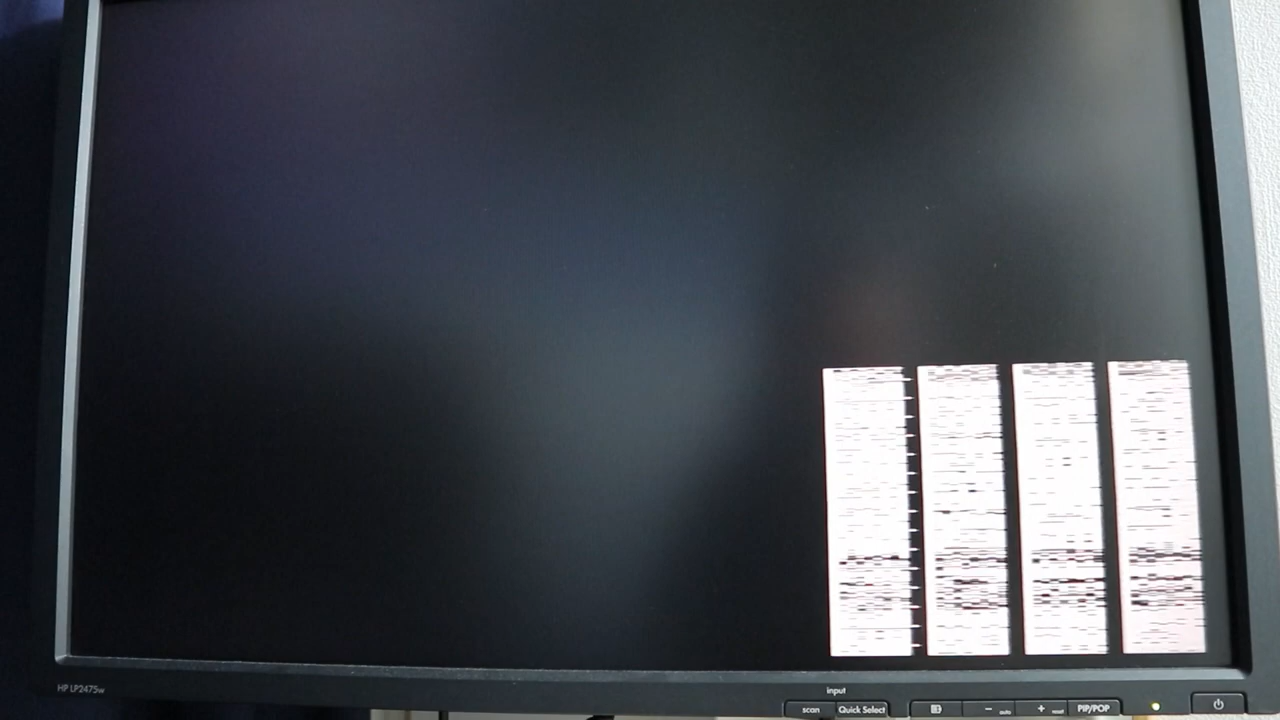 HP LP2475w
input
scan
Quick Select
− auto
+ reset
PIP/POP